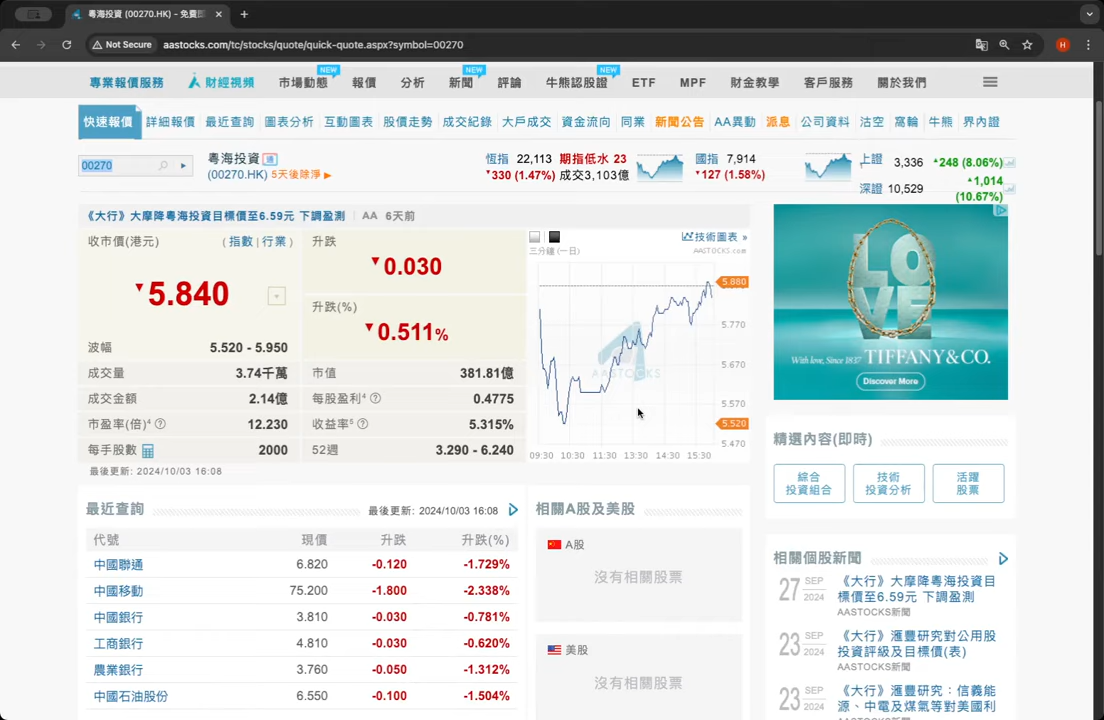 粵海投資 (00270.HK) - 免費
Not Secure aastocks.com/tc/stocks/quote/quick-quote.aspx?symbol=00270
H
NEW NEW NEW
專業報價服務 財經視頻 市場動態 報價 分析 新聞 評論 牛熊認股證 ETF MPF 財金教學 客戶服務 關於我們
快速報價 詳細報價 最近查詢 圖表分析 互動圖表 股價走勢 成交紀錄 大戶成交 資金流向 同業 新聞公告 AA異動 派息 公司資料 沽空 窩輪 牛熊 界內證
00270
粵海投資 通
(00270.HK) 5天後除淨
恆指 22,113 期指低水 23
330 (1.47%) 成交3,103億
國指 7,914
127 (1.58%)
上證 3,336 248 (8.06%)
深證 10,529 1,014
(10.67%)
《大行》大摩降粵海投資目標價至6.59元 下調盈測 AA 6天前
收市價(港元) (指數|行業)
5.840
升跌
0.030
升跌(%)
0.511%
波幅 5.520 - 5.950
成交量 3.74千萬 市值 381.81億
成交金額 2.14億 每股盈利4 0.4775
市盈率(倍)4 12.230 收益率5 5.315%
每手股數 2000 52週 3.290 - 6.240
最後更新: 2024/10/03 16:08
技術圖表 »
三分鐘 (一日) AASTOCKS.com
5.880
5.770
5.670
5.570
5.520
5.470
AASTOCKS
09:30 10:30 11:30 13:30 14:30 15:30
LOVE
With love, Since 1837 TIFFANY&CO.
Discover More
精選內容(即時)
綜合
投資組合
技術
投資分析
活躍
股票
最近查詢 最後更新: 2024/10/03 16:08
代號 現價 升跌 升跌(%)
中國聯通 6.820 -0.120 -1.729%
中國移動 75.200 -1.800 -2.338%
中國銀行 3.810 -0.030 -0.781%
工商銀行 4.810 -0.030 -0.620%
農業銀行 3.760 -0.050 -1.312%
中國石油股份 6.550 -0.100 -1.504%
相關A股及美股
A股
沒有相關股票
美股
沒有相關股票
相關個股新聞
27 SEP 2024
《大行》大摩降粵海投資目
標價至6.59元 下調盈測
AASTOCKS新聞
23 SEP 2024
《大行》滙豐研究對公用股
投資評級及目標價(表)
AASTOCKS新聞
23 SEP 2024
《大行》滙豐研究：信義能
源、中電及煤氣等對美國利